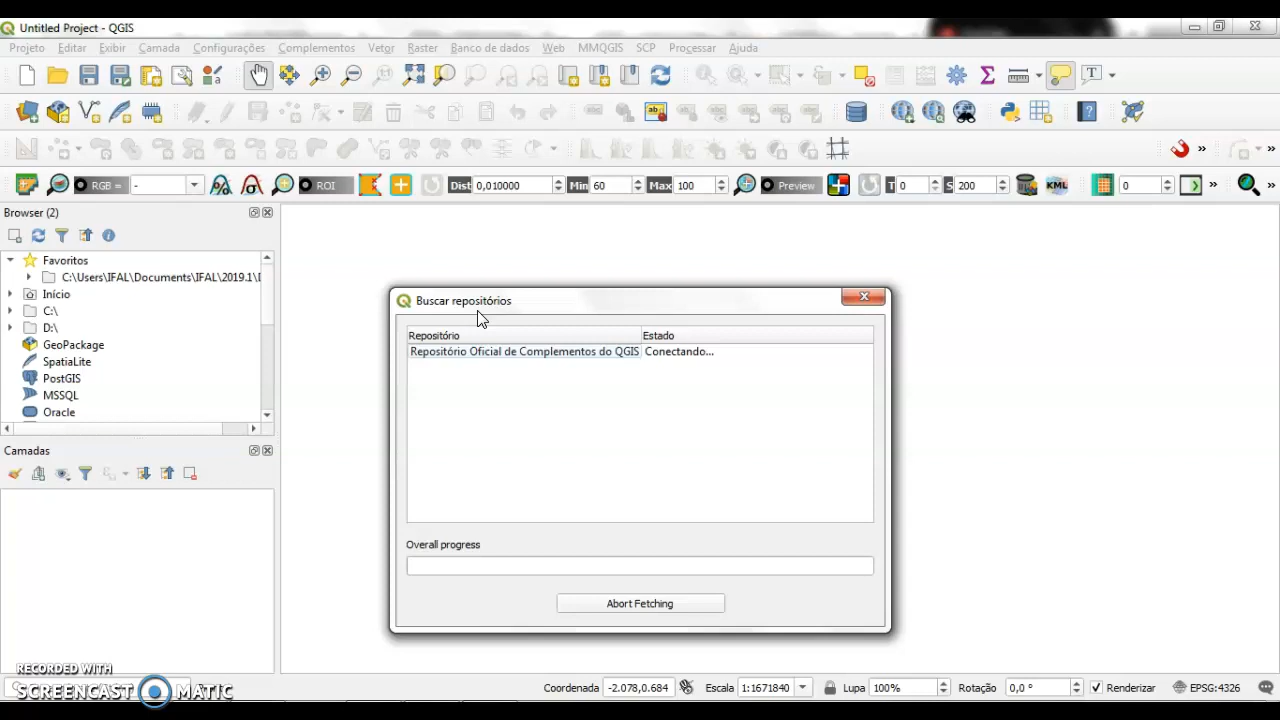 Untitled Project - QGIS
Projeto Editar Exibir Camada Configurações Complementos Vetor Raster Banco de dados Web MMQGIS SCP Processar Ajuda
RGB = - ROI Dist 0,010000 Min 60 Max 100 Preview T 0 S 200 KML 0
Browser (2)
Favoritos
C:\Users\IFAL\Documents\IFAL\2019.1\
Início
C:\
D:\
GeoPackage
SpatiaLite
PostGIS
MSSQL
Oracle
Camadas
Buscar repositórios
Repositório Estado
Repositório Oficial de Complementos do QGIS Conectando...
Overall progress
Abort Fetching
RECORDED WITH
SCREENCAST MATIC
Coordenada -2.078,0.684 Escala 1:1671840 Lupa 100% Rotação 0,0 ° Renderizar EPSG:4326